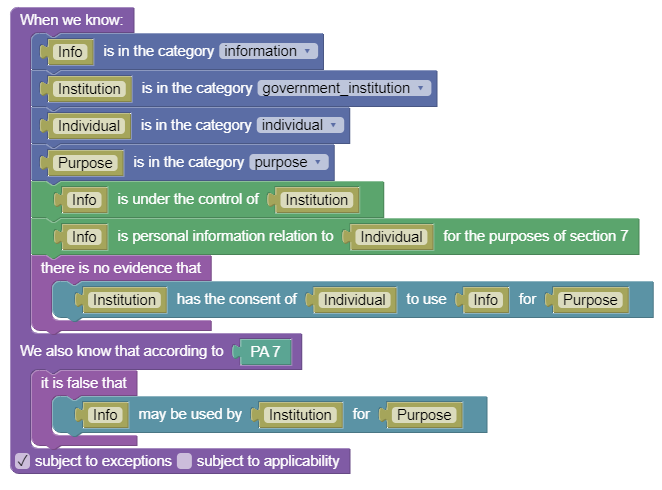 When we know:
Info is in the category information
Institution is in the category government_institution
Individual is in the category individual
Purpose is in the category purpose
Info is under the control of Institution
Info is personal information relation to Individual for the purposes of section 7
there is no evidence that
Institution has the consent of Individual to use Info for Purpose
We also know that according to PA 7
it is false that
Info may be used by Institution for Purpose
subject to exceptions subject to applicability